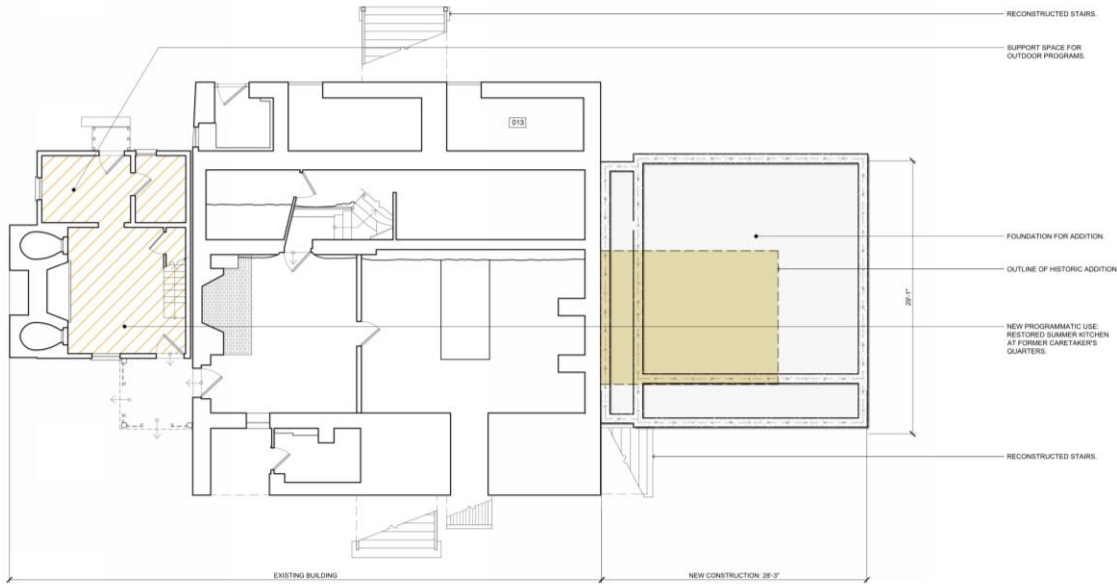 RECONSTRUCTED STAIRS.
SUPPORT SPACE FOR
OUTDOOR PROGRAMS.
013
FOUNDATION FOR ADDITION.
OUTLINE OF HISTORIC ADDITION
29'-1"
NEW PROGRAMMATIC USE:
RESTORED SUMMER KITCHEN
AT FORMER CARETAKER'S
QUARTERS.
RECONSTRUCTED STAIRS.
EXISTING BUILDING
NEW CONSTRUCTION: 28'-3"